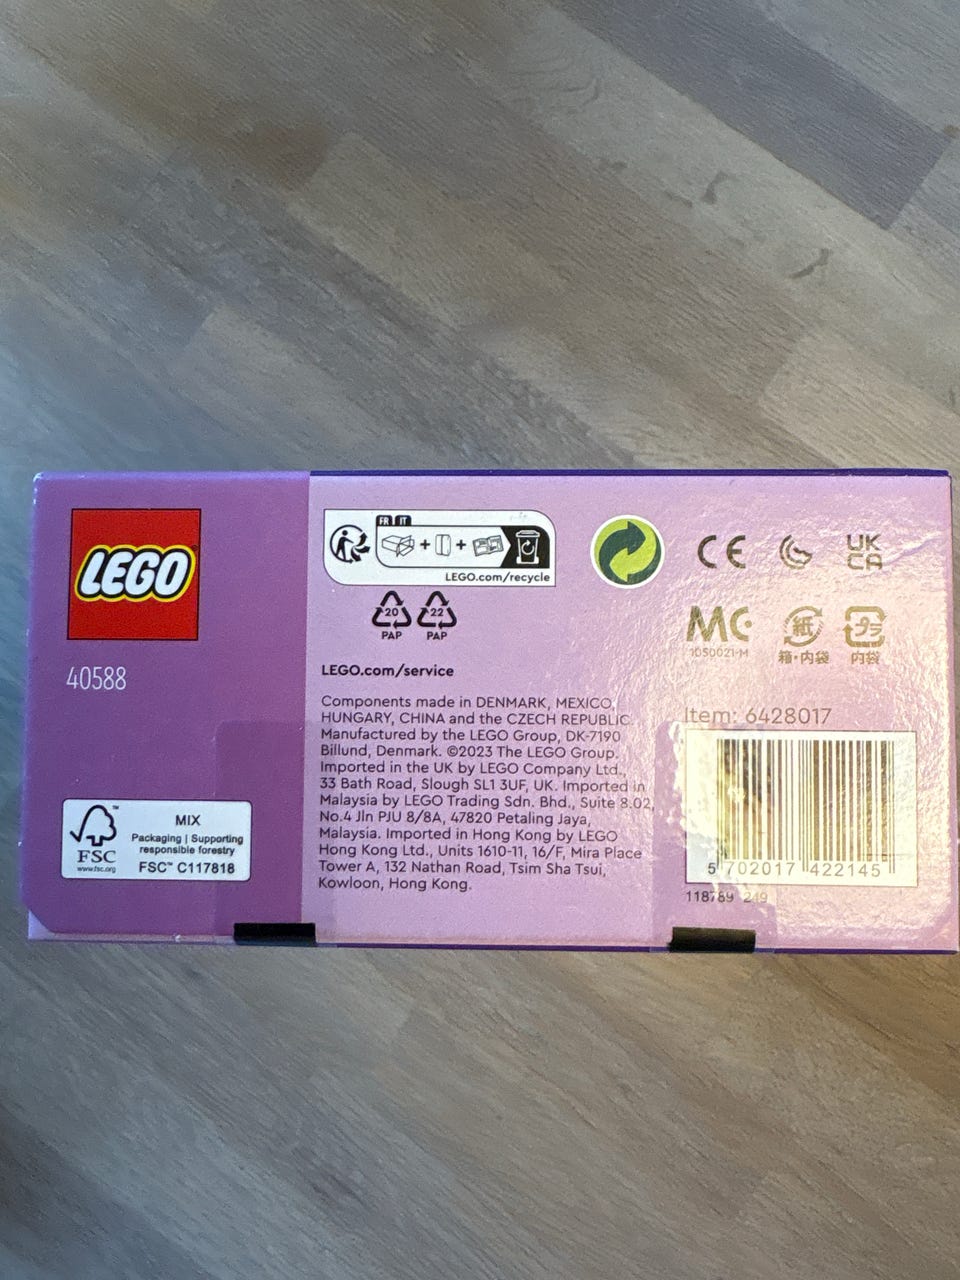 LEGO
40588
FSC™
www.fsc.org
MIX
Packaging | Supporting
responsible forestry
FSC™ C117818
FR IT
+ +
LEGO.com/recycle
20
PAP
22
PAP
LEGO.com/service
Components made in DENMARK, MEXICO,
HUNGARY, CHINA and the CZECH REPUBLIC.
Manufactured by the LEGO Group, DK-7190
Billund, Denmark. ©2023 The LEGO Group.
Imported in the UK by LEGO Company Ltd.,
33 Bath Road, Slough SL1 3UF, UK. Imported in
Malaysia by LEGO Trading Sdn. Bhd., Suite 8.02,
No.4 Jln PJU 8/8A, 47820 Petaling Jaya,
Malaysia. Imported in Hong Kong by LEGO
Hong Kong Ltd., Units 1610-11, 16/F, Mira Place
Tower A, 132 Nathan Road, Tsim Sha Tsui,
Kowloon, Hong Kong.
CE
UK
CA
MC
1050021-M
紙
箱・内袋
プラ
内袋
Item: 6428017
5 702017 422145
118789 249